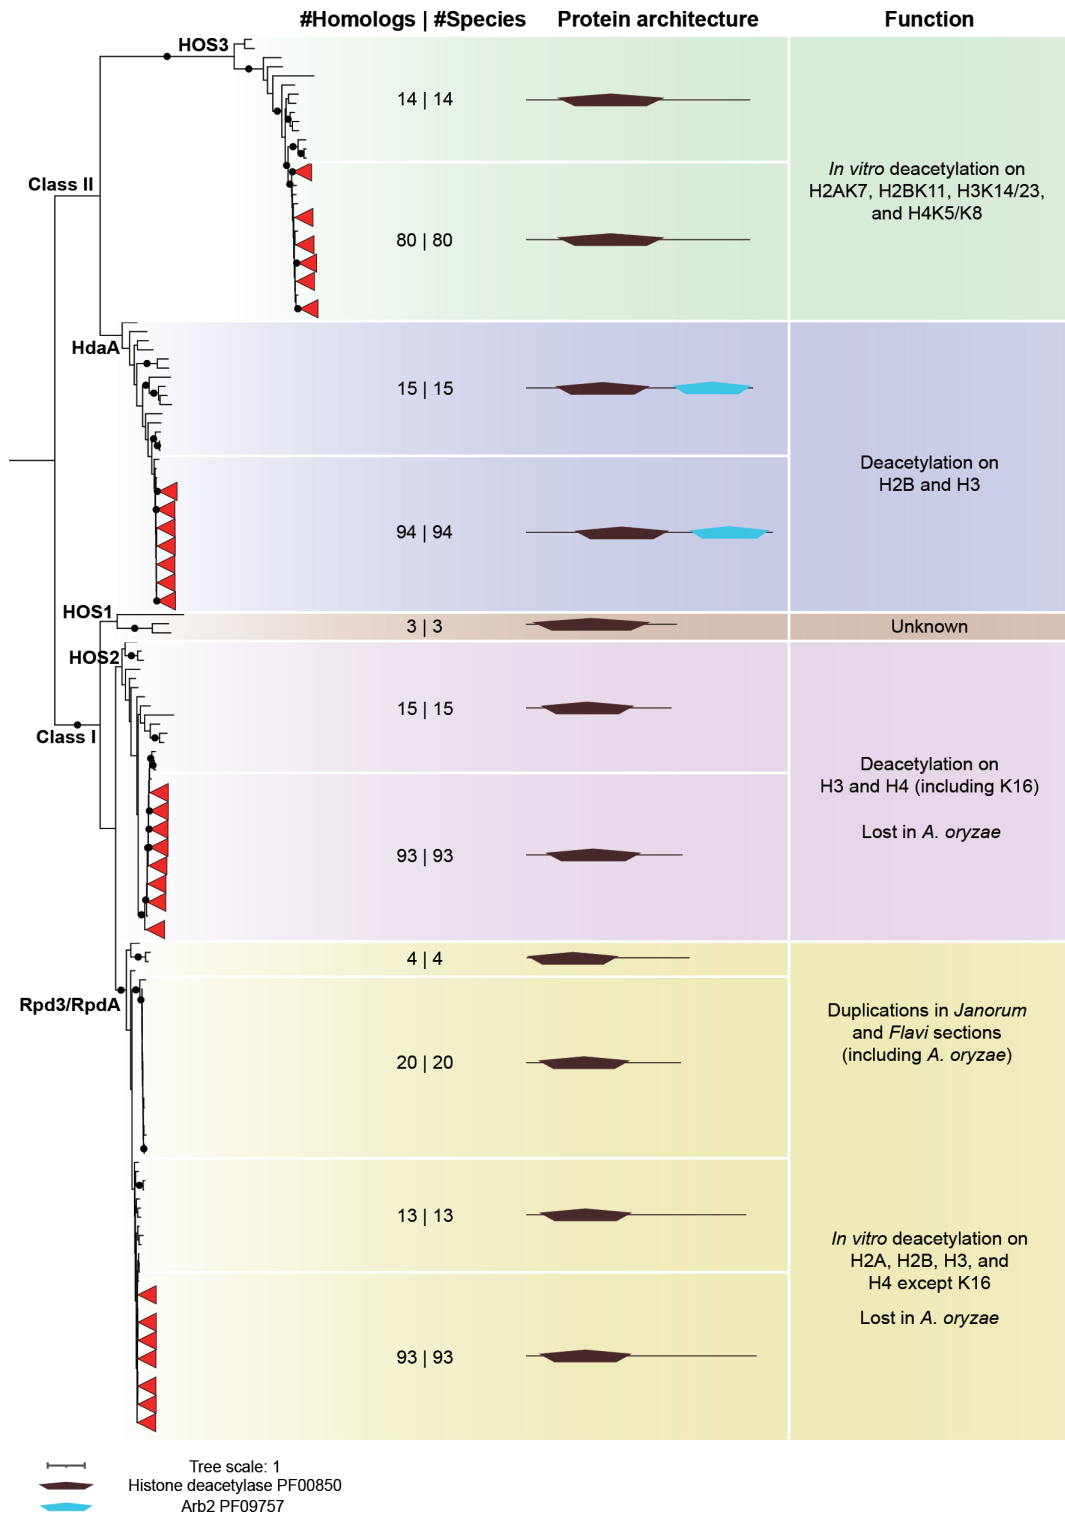 #Homologs | #Species
Protein architecture
Function
HOS3
14 | 14
Class II
80 | 80
In vitro deacetylation on
H2AK7, H2BK11, H3K14/23,
and H4K5/K8
HdaA
15 | 15
94 | 94
Deacetylation on
H2B and H3
HOS1
3 | 3
Unknown
HOS2
15 | 15
Class I
93 | 93
Deacetylation on
H3 and H4 (including K16)
Lost in A. oryzae
4 | 4
Rpd3/RpdA
20 | 20
Duplications in Janorum
and Flavi sections
(including A. oryzae)
13 | 13
93 | 93
In vitro deacetylation on
H2A, H2B, H3, and
H4 except K16
Lost in A. oryzae
Tree scale: 1
Histone deacetylase PF00850
Arb2 PF09757